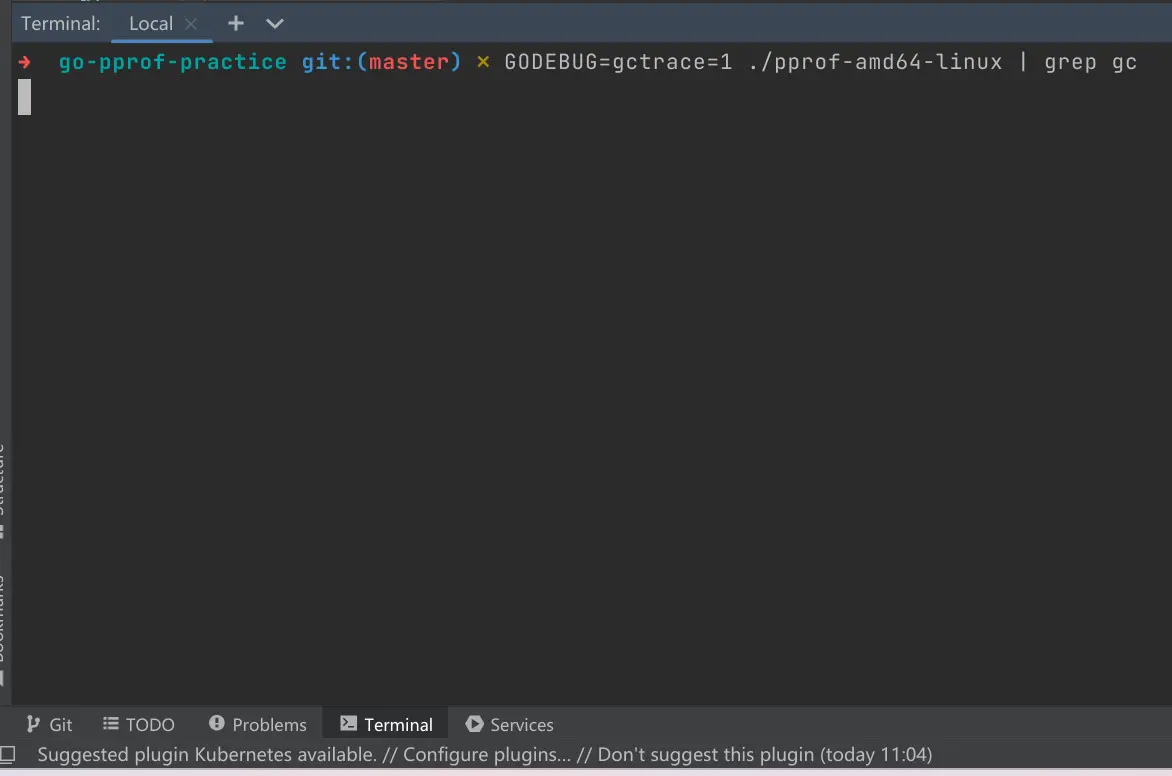 Terminal: Local × + 
➜ go-pprof-practice git:(master) ✗ GODEBUG=gctrace=1 ./pprof-amd64-linux | grep gc
Structure
Bookmarks
Git TODO Problems Terminal Services
Suggested plugin Kubernetes available. // Configure plugins... // Don't suggest this plugin (today 11:04)